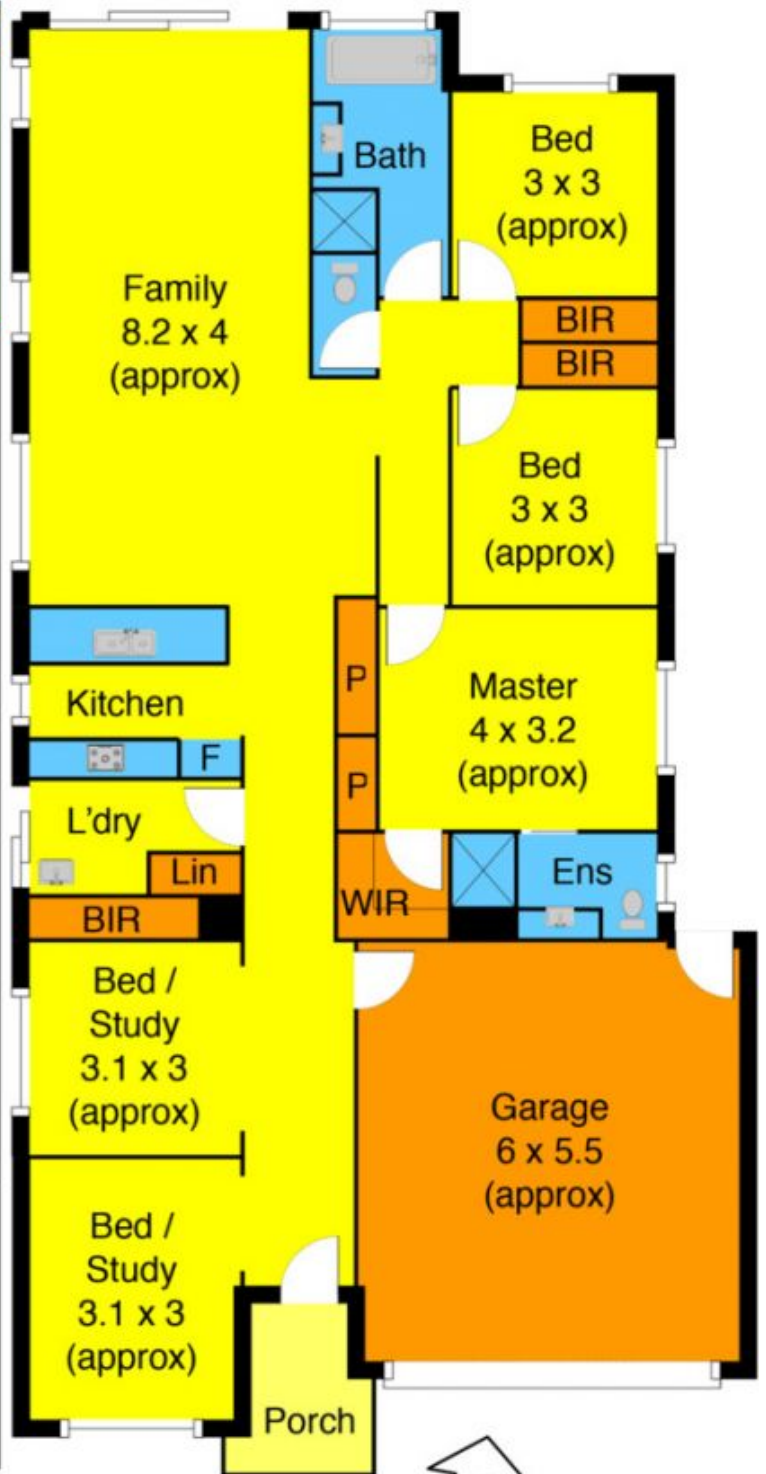 Bath
Bed
3 x 3
(approx)
Family
8.2 x 4
(approx)
BIR
BIR
Bed
3 x 3
(approx)
P
Master
4 x 3.2
(approx)
Kitchen
F
P
L'dry
Lin
WIR
Ens
BIR
Bed /
Study
3.1 x 3
(approx)
Garage
6 x 5.5
(approx)
Bed /
Study
3.1 x 3
(approx)
Porch